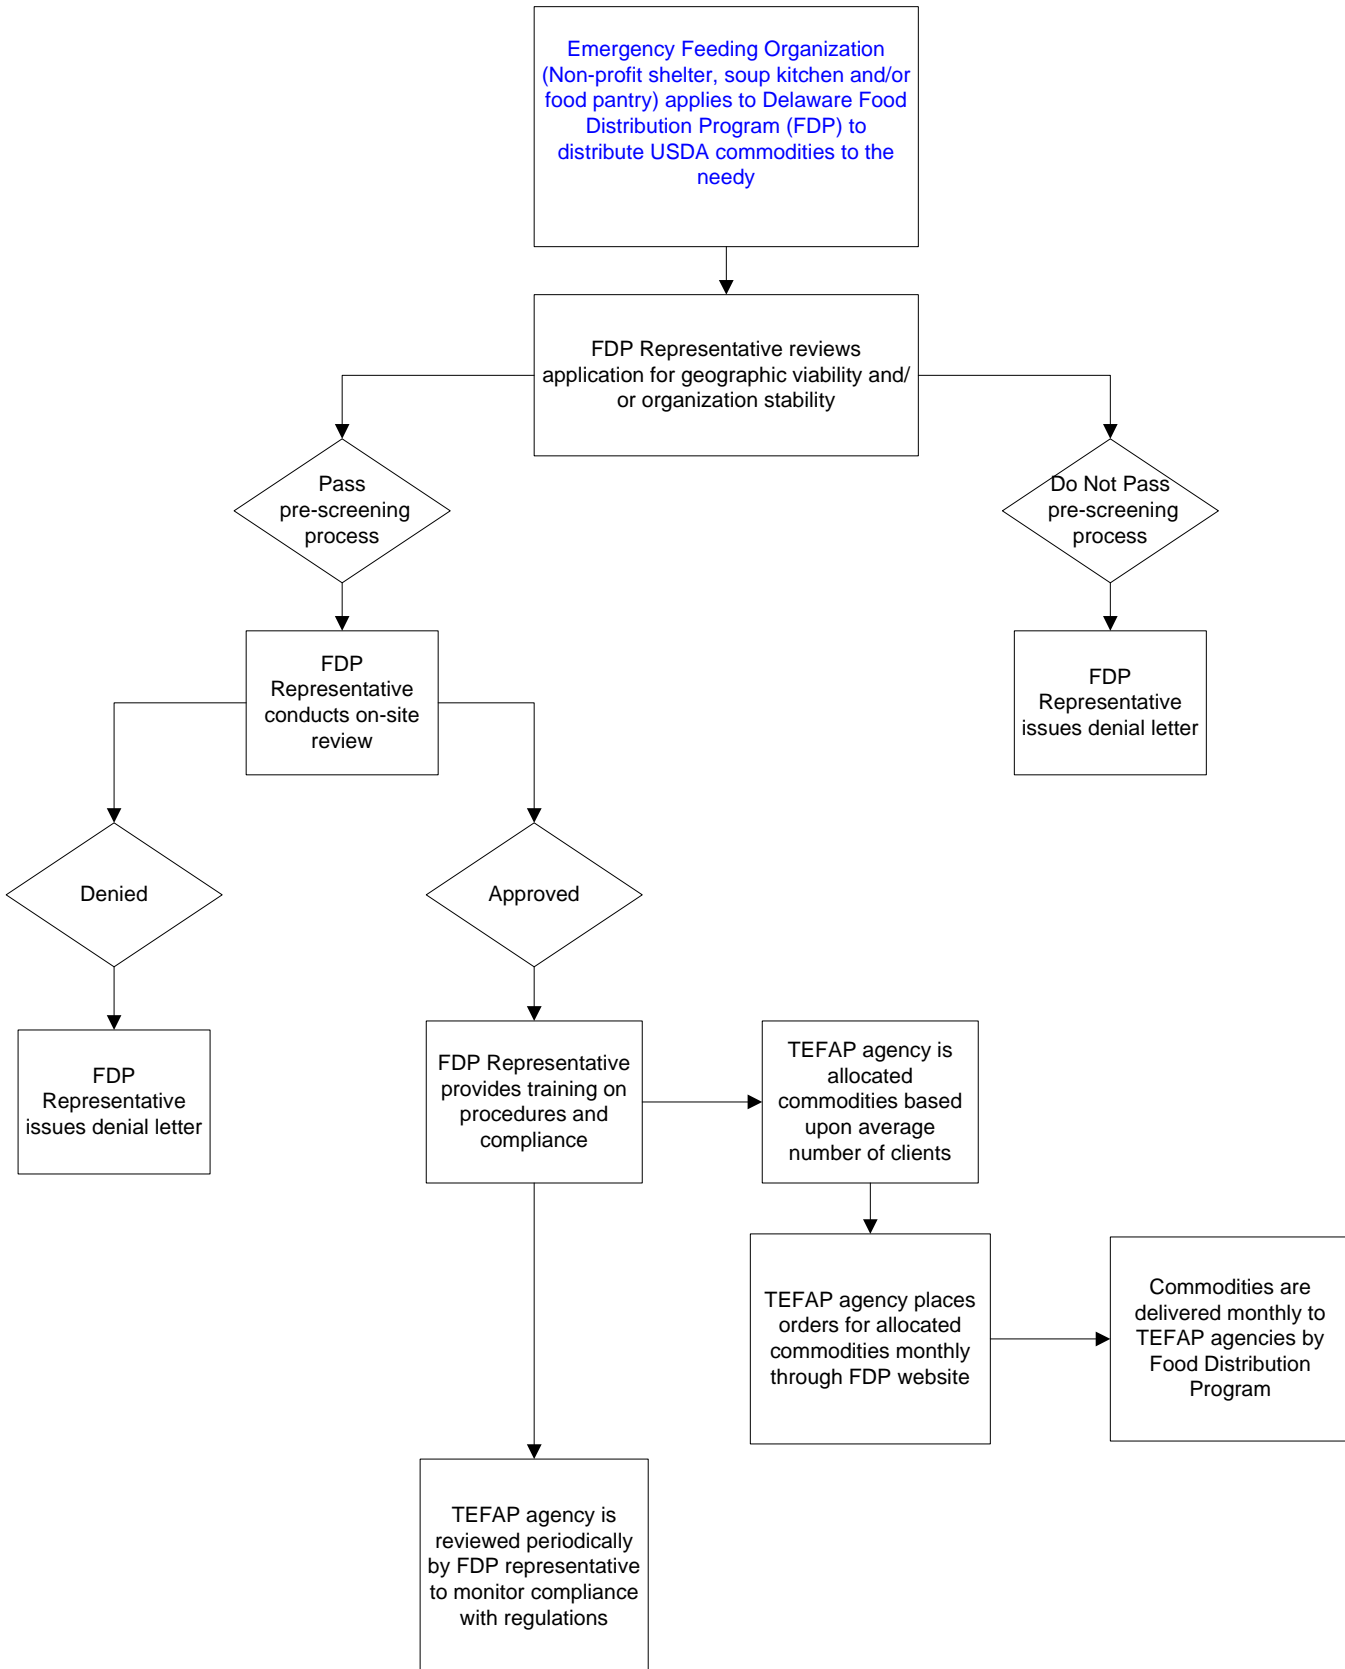 Emergency Feeding Organization
(Non-profit shelter, soup kitchen and/or
food pantry) applies to Delaware Food
Distribution Program (FDP) to
distribute USDA commodities to the
needy
FDP Representative reviews
application for geographic viability and/
or organization stability
Pass
pre-screening
process
Do Not Pass
pre-screening
process
FDP
Representative
conducts on-site
review
FDP
Representative
issues denial letter
Denied
Approved
FDP
Representative
issues denial letter
FDP Representative
provides training on
procedures and
compliance
TEFAP agency is
allocated
commodities based
upon average
number of clients
TEFAP agency places
orders for allocated
commodities monthly
through FDP website
Commodities are
delivered monthly to
TEFAP agencies by
Food Distribution
Program
TEFAP agency is
reviewed periodically
by FDP representative
to monitor compliance
with regulations